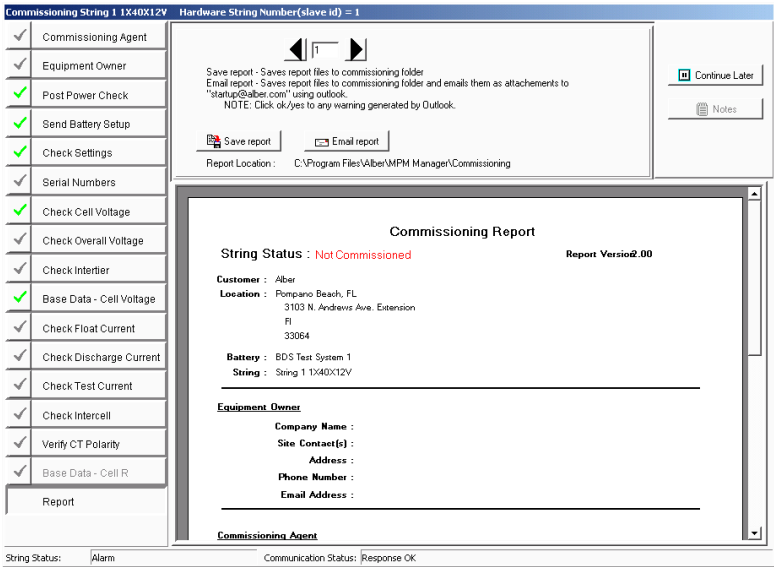 Commissioning String 1 1X40X12V Hardware String Number(slave id) = 1
Commissioning Agent
Equipment Owner
Post Power Check
Send Battery Setup
Check Settings
Serial Numbers
Check Cell Voltage
Check Overall Voltage
Check Intertier
Base Data - Cell Voltage
Check Float Current
Check Discharge Current
Check Test Current
Check Intercell
Verify CT Polarity
Base Data - Cell R
Report
1
Save report - Saves report files to commissioning folder
Email report - Saves report files to commissioning folder and emails them as attachements to
"startup@alber.com" using outlook.
NOTE: Click ok/yes to any warning generated by Outlook.
Save report
Email report
Report Location : C:\Program Files\Alber\MPM Manager\Commissioning
Continue Later
Notes
Commissioning Report
String Status : Not Commissioned
Report Version2.00
Customer : Alber
Location : Pompano Beach, FL
3103 N. Andrews Ave. Extension
Fl
33064
Battery : BDS Test System 1
String : String 1 1X40X12V
Equipment Owner
Company Name :
Site Contact(s) :
Address :
Phone Number :
Email Address :
Commissioning Agent
String Status: Alarm
Communication Status: Response OK